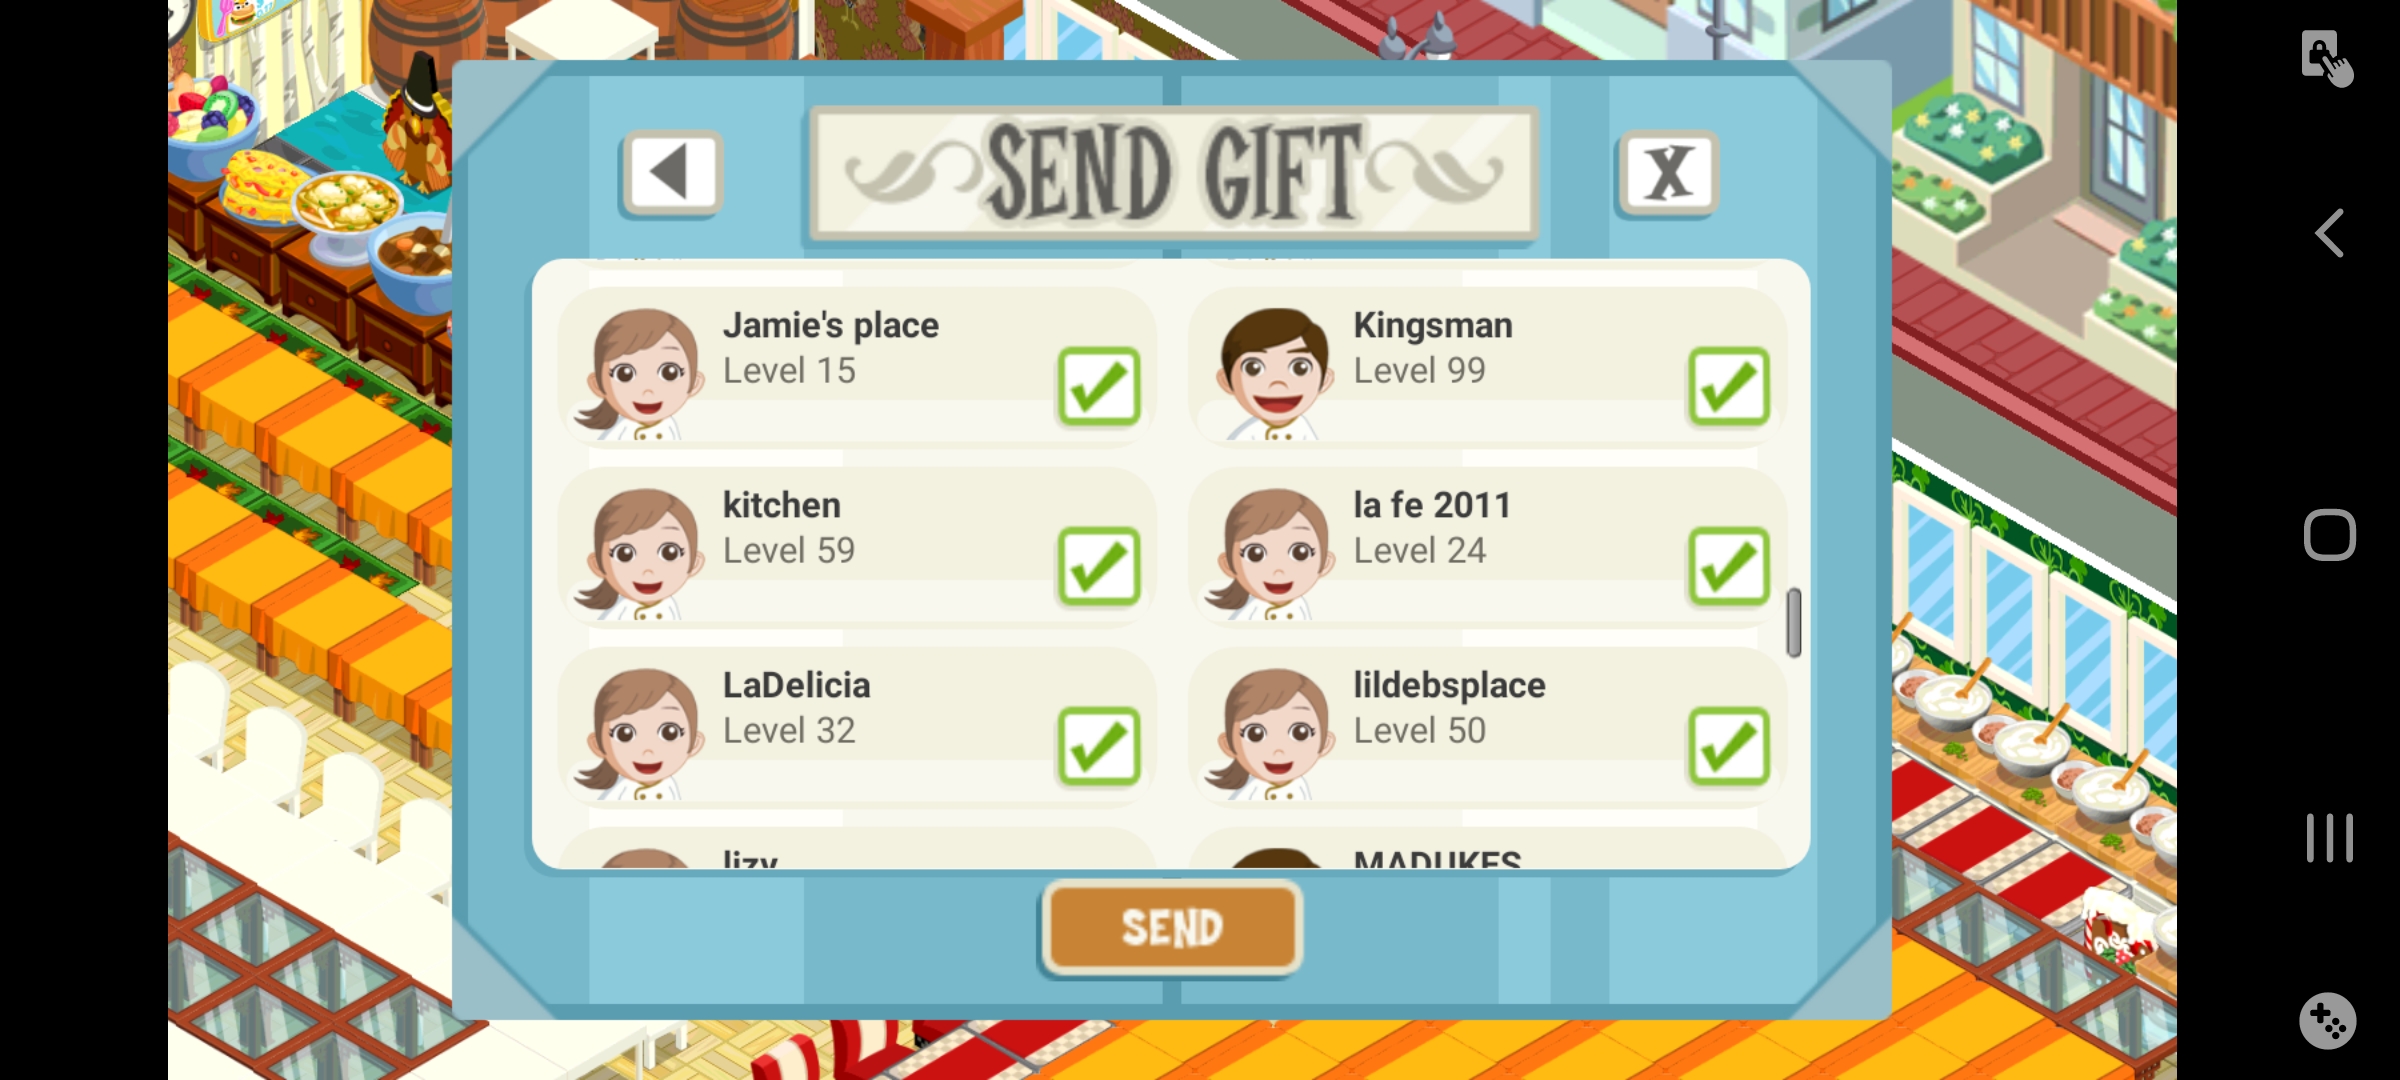 SEND GIFT
X
Jamie's place
Level 15
Kingsman
Level 99
kitchen
Level 59
la fe 2011
Level 24
LaDelicia
Level 32
lildebsplace
Level 50
lizy
MADUKES
SEND